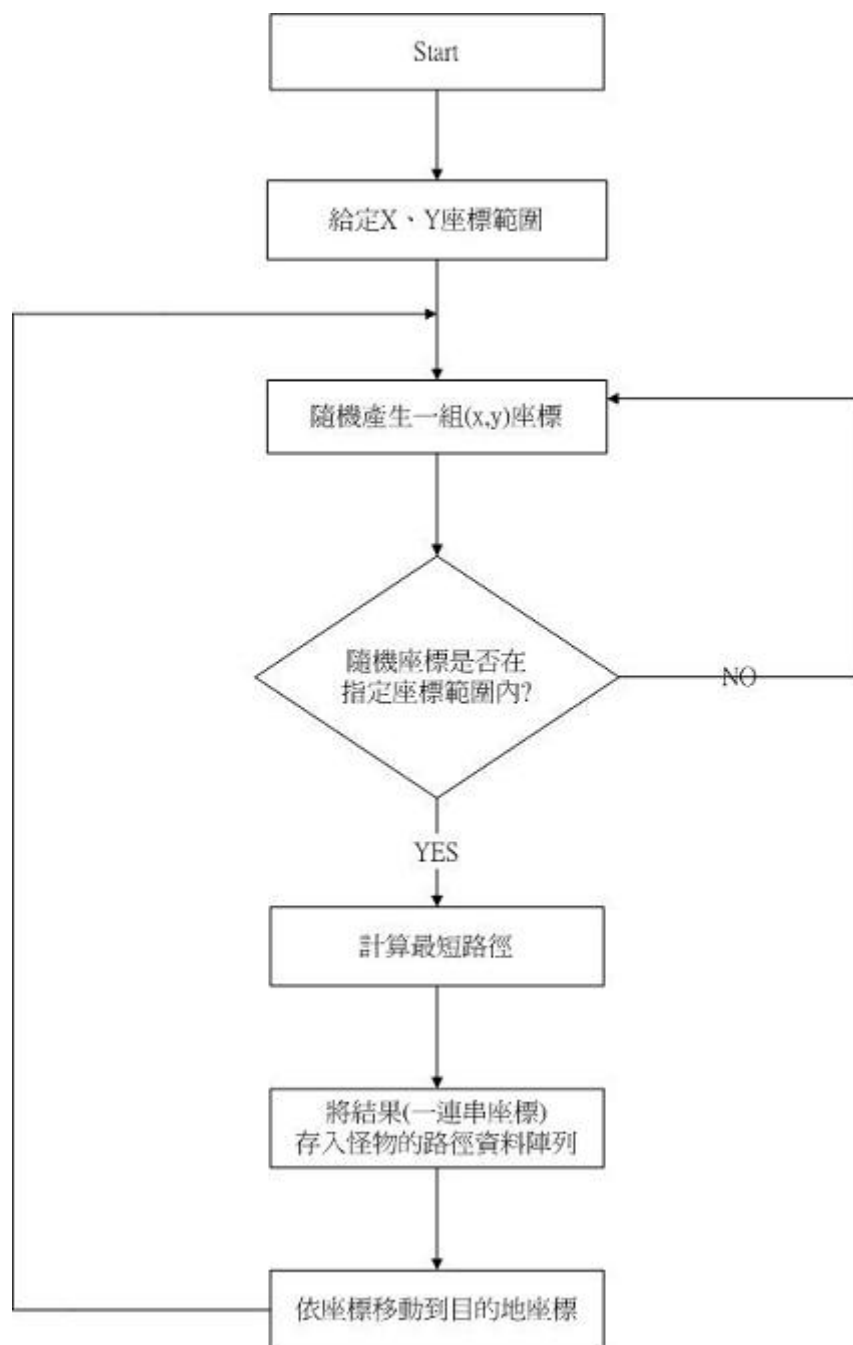 Start
給定X、Y座標範圍
隨機產生一組(x,y)座標
隨機座標是否在
指定座標範圍內?
NO
YES
計算最短路徑
將結果(一連串座標)
存入怪物的路徑資料陣列
依座標移動到目的地座標